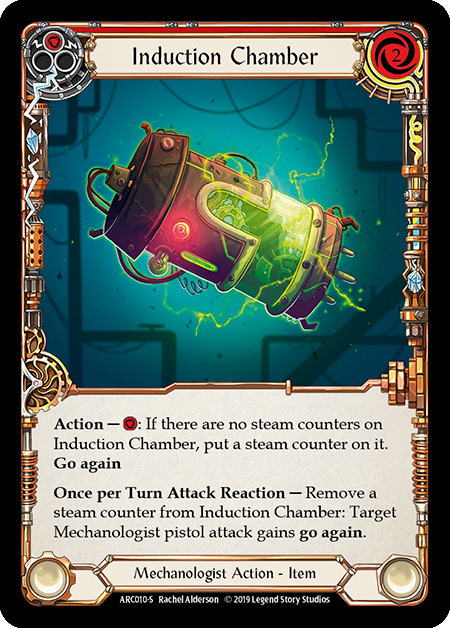 Induction Chamber
2
Action — : If there are no steam counters on
Induction Chamber, put a steam counter on it.
Go again
Once per Turn Attack Reaction — Remove a
steam counter from Induction Chamber: Target
Mechanologist pistol attack gains go again.
Mechanologist Action - Item
ARC010-S Rachel Alderson © 2019 Legend Story Studios